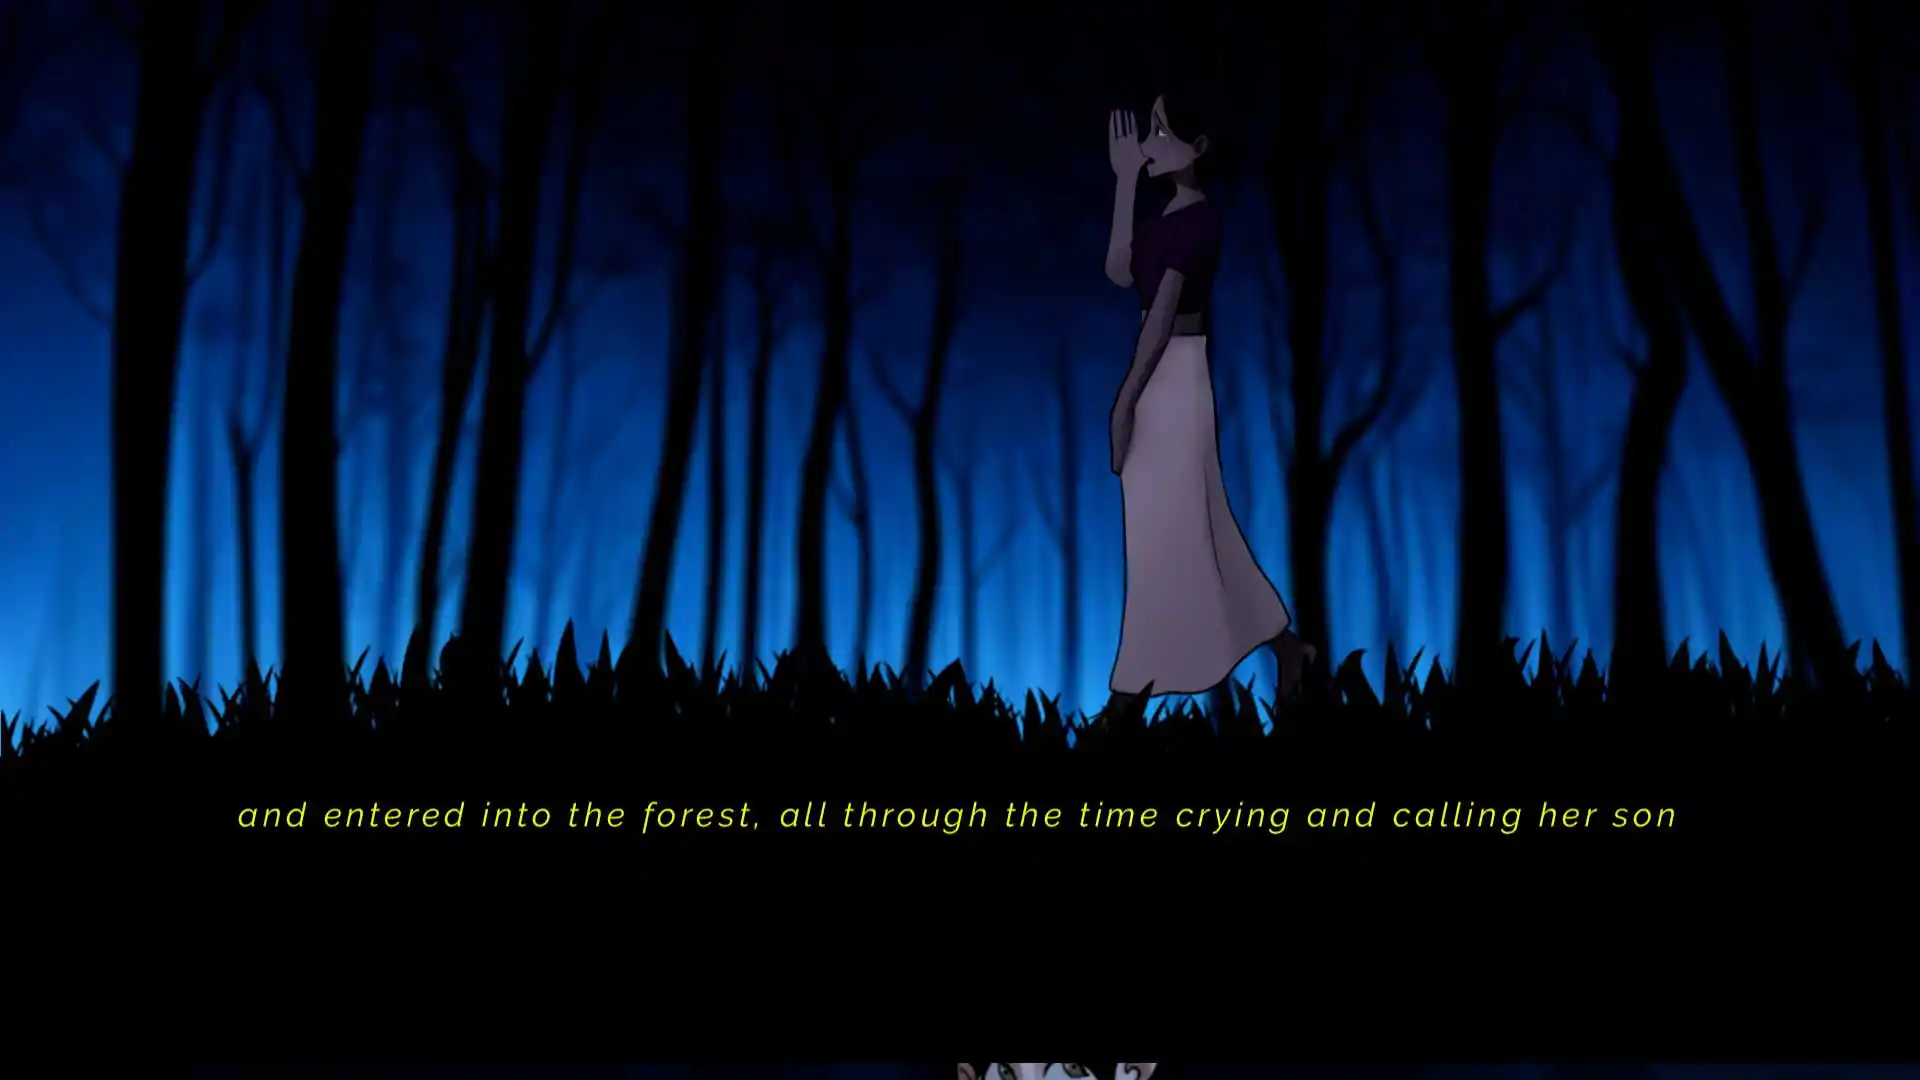 and entered into the forest, all through the time crying and calling her son